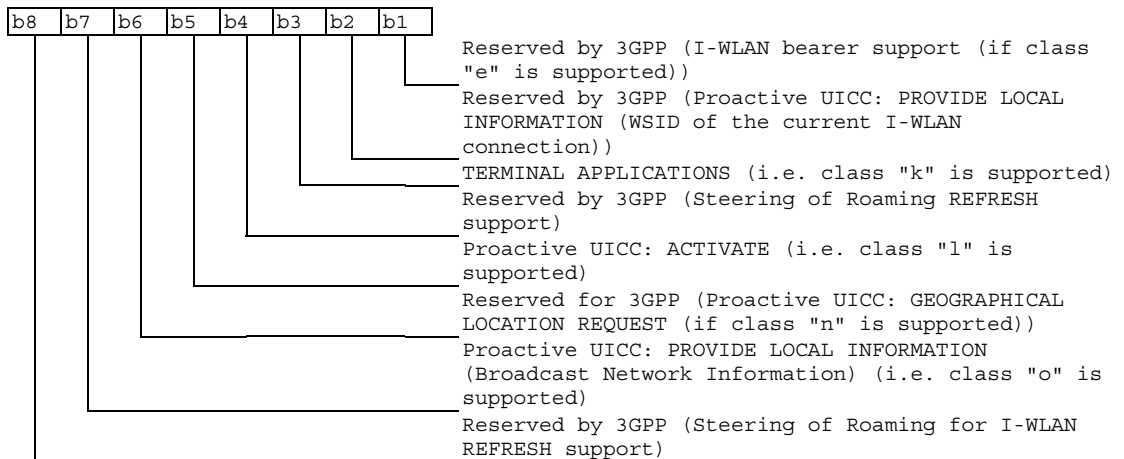 b8 b7 b6 b5 b4 b3 b2 b1
Reserved by 3GPP (I-WLAN bearer support (if class
"e" is supported))
Reserved by 3GPP (Proactive UICC: PROVIDE LOCAL
INFORMATION (WSID of the current I-WLAN
connection))
TERMINAL APPLICATIONS (i.e. class "k" is supported)
Reserved by 3GPP (Steering of Roaming REFRESH
support)
Proactive UICC: ACTIVATE (i.e. class "l" is
supported)
Reserved for 3GPP (Proactive UICC: GEOGRAPHICAL
LOCATION REQUEST (if class "n" is supported))
Proactive UICC: PROVIDE LOCAL INFORMATION
(Broadcast Network Information) (i.e. class "o" is
supported)
Reserved by 3GPP (Steering of Roaming for I-WLAN
REFRESH support)